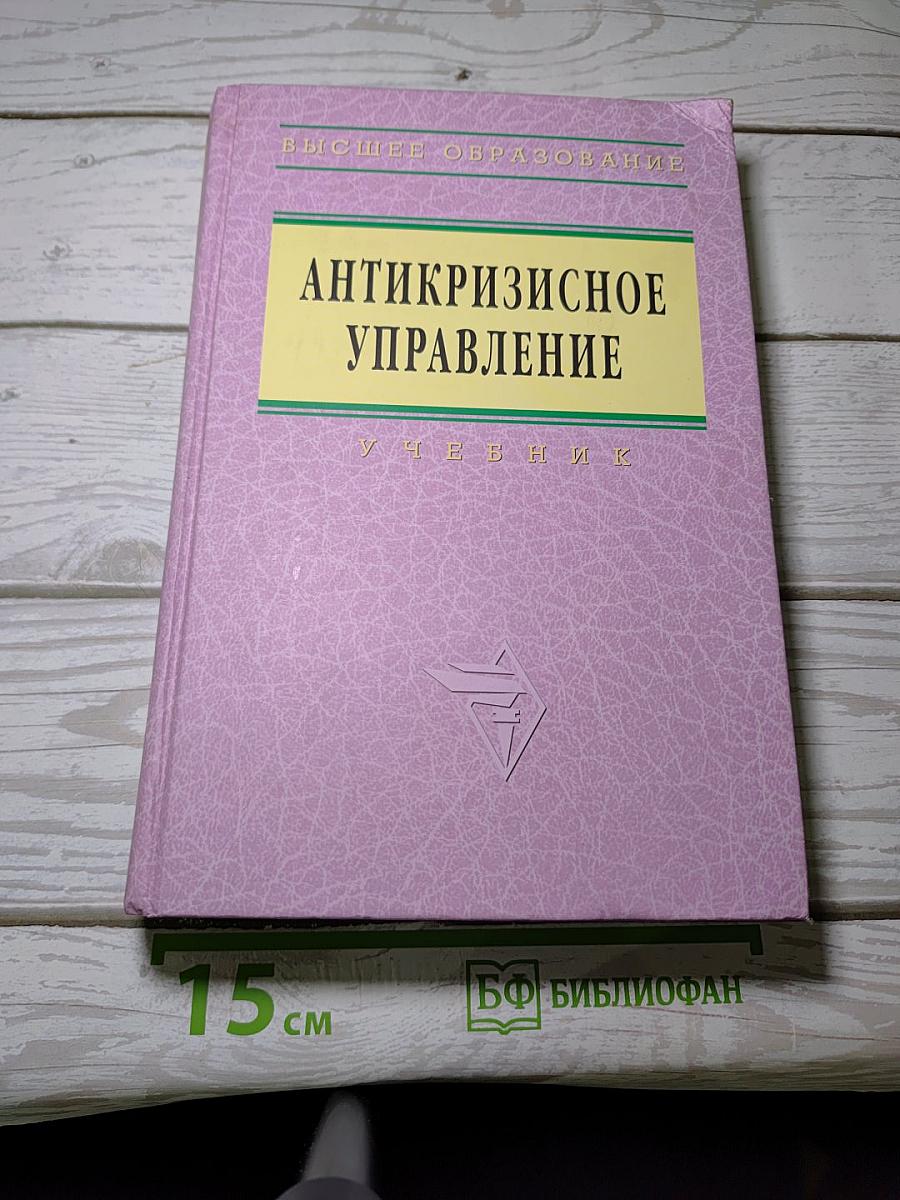 ВЫСШЕЕ ОБРАЗОВАНИЕ
АНТИКРИЗИСНОЕ
УПРАВЛЕНИЕ
УЧЕБНИК
15 см
БФ БИБЛИОФАН